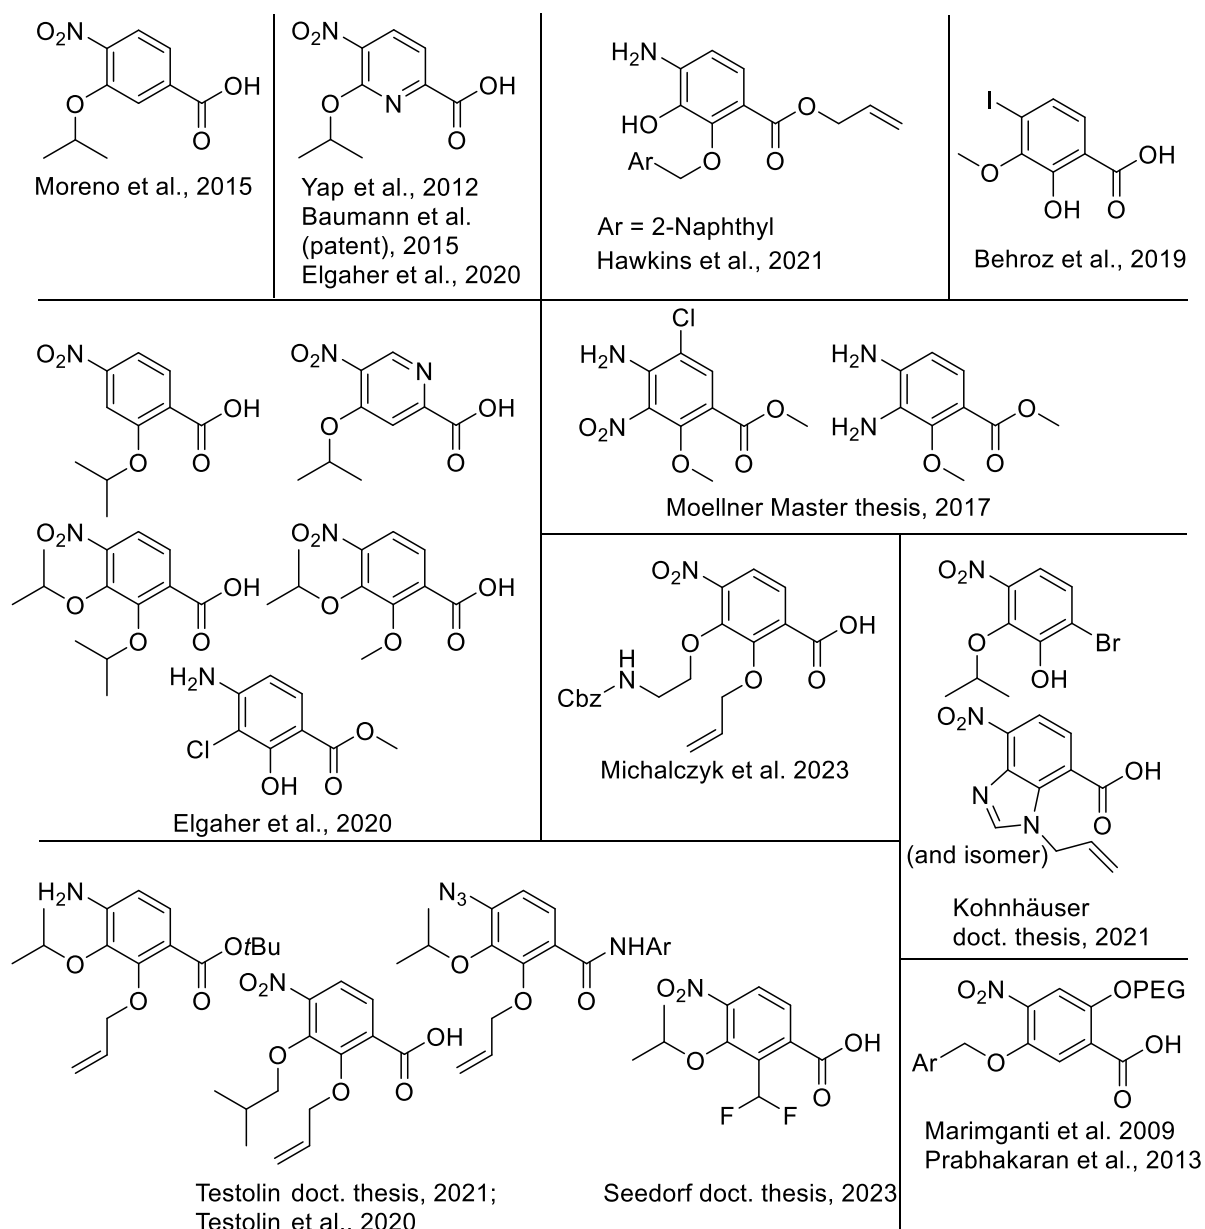 O2N
O
O
OH
Moreno et al., 2015
O2N
N
O
O
OH
Yap et al., 2012
Baumann et al.
(patent), 2015
Elgaher et al., 2020
H2N
HO
Ar
O
O
O
Ar = 2-Naphthyl
Hawkins et al., 2021
I
O
OH
O
OH
Behroz et al., 2019
O2N
OH
O
O
O2N
N
OH
O
O
O2N
OH
O
O
O
O2N
OH
O
O
O
H2N
Cl
OH
O
O
Elgaher et al., 2020
Cl
H2N
O2N
O
O
O
H2N
H2N
O
O
O
Moellner Master thesis, 2017
O2N
OH
O
O
O
H
N
Cbz
Michalczyk et al. 2023
O2N
O
OH
Br
O2N
N
N
OH
O
(and isomer)
Kohnhäuser
doct. thesis, 2021
H2N
O
O
O
OtBu
O2N
O
O
O
OH
N3
O
O
O
NHAr
Testolin doct. thesis, 2021;
Testolin et al., 2020
O2N
O
OH
O
F
F
Seedorf doct. thesis, 2023
O2N
OPEG
Ar
O
OH
O
Marimganti et al. 2009
Prabhakaran et al., 2013